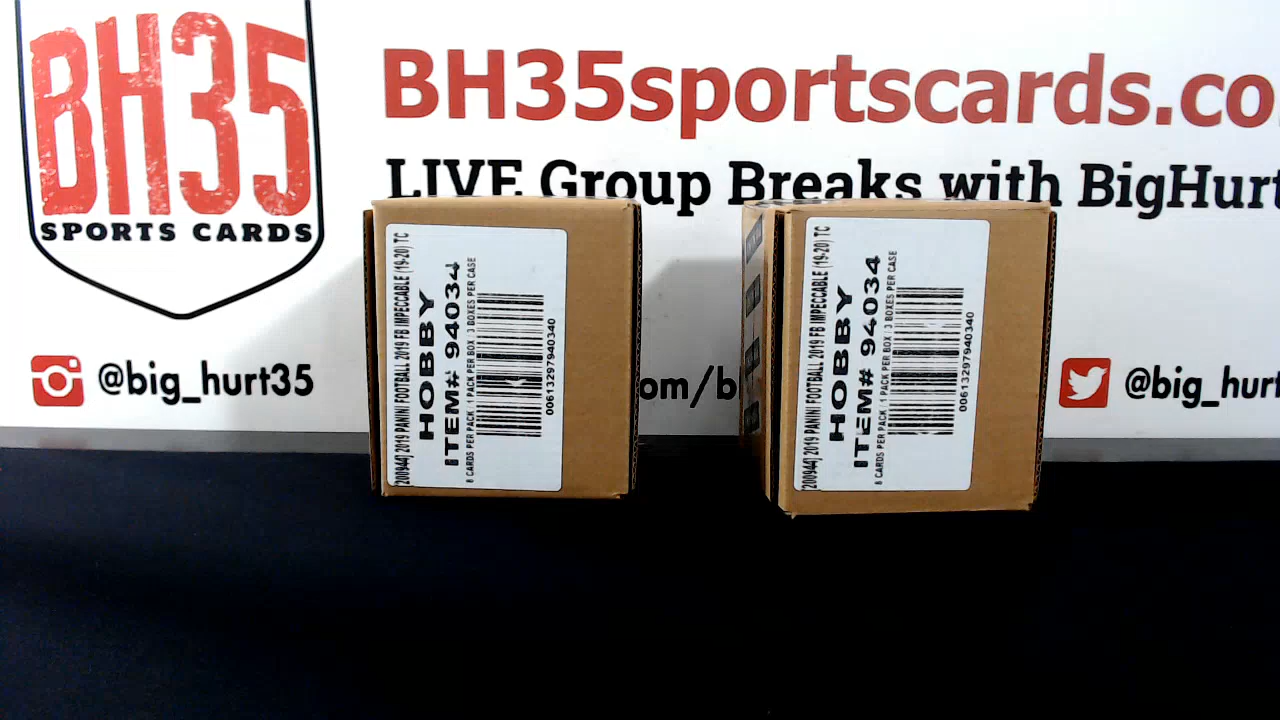 BH35
SPORTS CARDS
BH35sportscards.co
LIVE Group Breaks with BigHurt
@big_hurt35
om/b
@big_hurt
[200944] 2019 PANINI FOOTBALL 2019 FB IMPECCABLE (19-20) TC
HOBBY
ITEM# 94034
8 CARDS PER PACK 1 PACK PER BOX 3 BOXES PER CASE
00613297940340
[200944] 2019 PANINI FOOTBALL 2019 FB IMPECCABLE (19-20) TC
HOBBY
ITEM# 94034
8 CARDS PER PACK 1 PACK PER BOX 3 BOXES PER CASE
00613297940340